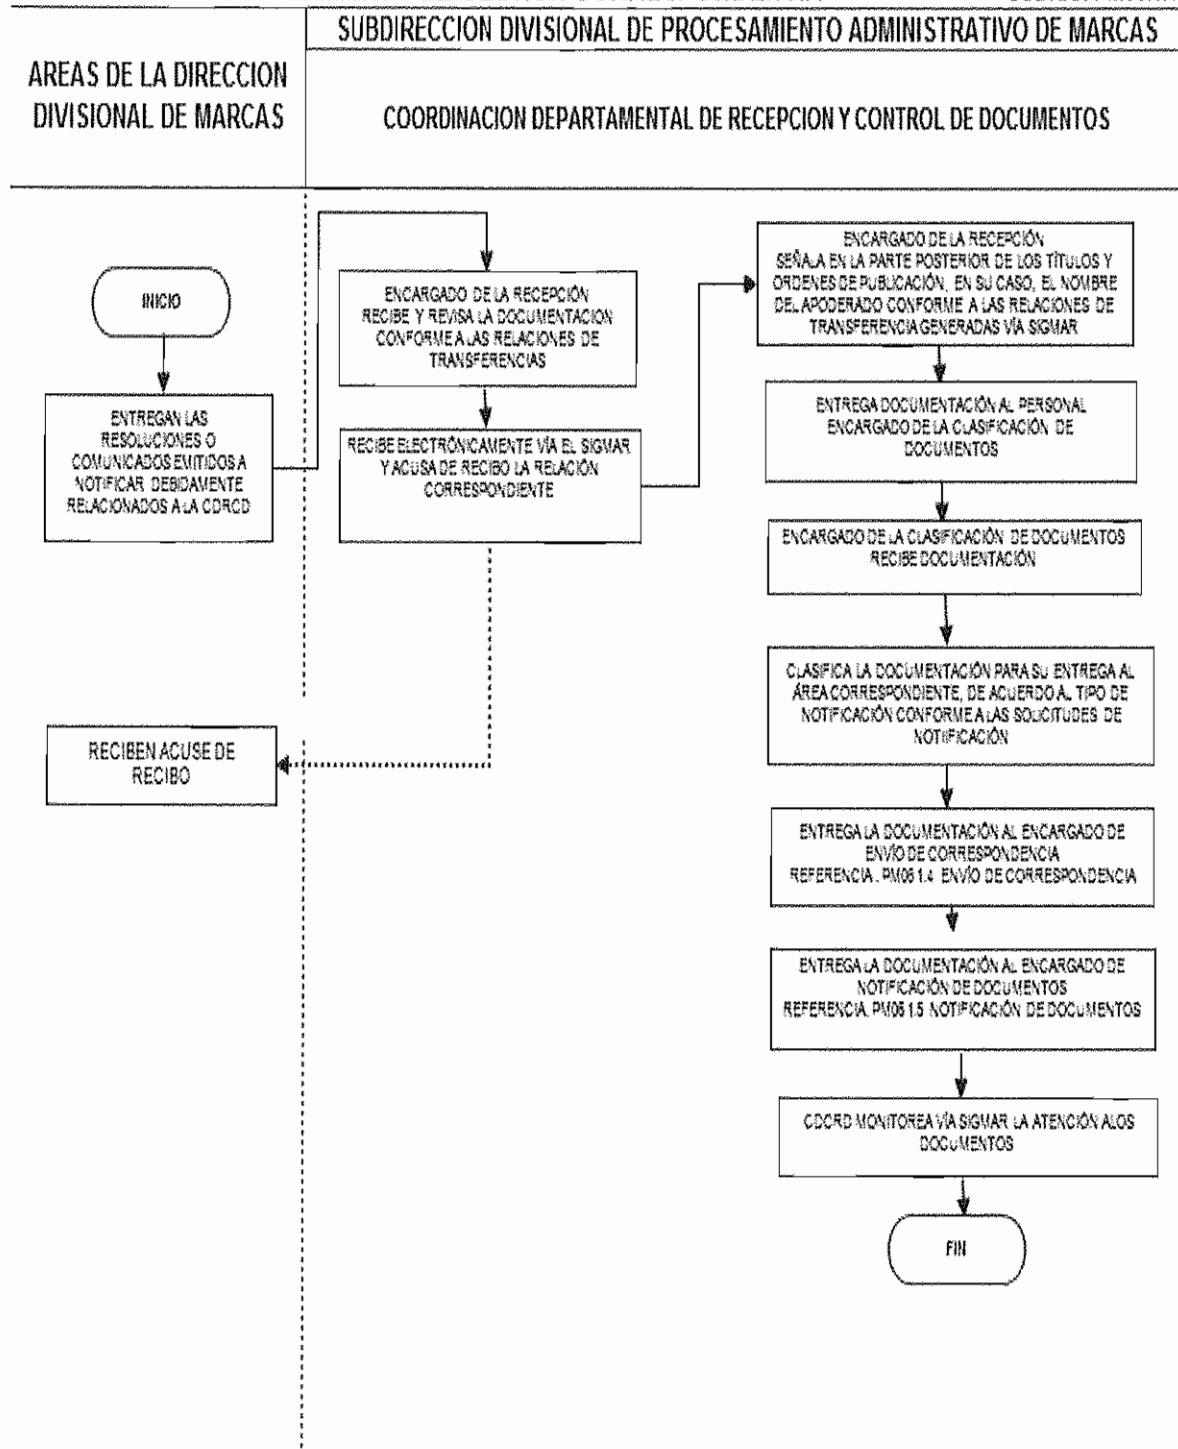 SUBDIRECCION DIVISIONAL DE PROCESAMIENTO ADMINISTRATIVO DE MARCAS
AREAS DE LA DIRECCION
DIVISIONAL DE MARCAS
COORDINACION DEPARTAMENTAL DE RECEPCION Y CONTROL DE DOCUMENTOS
INICIO
ENTREGAN LAS
RESOLUCIONES O
COMUNICADOS EMITIDOS A
NOTIFICAR DEBIDAMENTE
RELACIONADOS A LA CDRCD
ENCARGADO DE LA RECEPCIÓN
RECIBE Y REVISA LA DOCUMENTACION
CONFORME A LAS RELACIONES DE
TRANSFERENCIAS
RECIBE ELECTRÓNICAMENTE VÍA EL SIGMAR
Y ACUSA DE RECIBO LA RELACIÓN
CORRESPONDIENTE
RECIBEN ACUSE DE
RECIBO
ENCARGADO DE LA RECEPCIÓN
SEÑALA EN LA PARTE POSTERIOR DE LOS TÍTULOS Y
ORDENES DE PUBLICACIÓN, EN SU CASO, EL NOMBRE
DEL APODERADO CONFORME A LAS RELACIONES DE
TRANSFERENCIA GENERADAS VÍA SIGMAR
ENTREGA DOCUMENTACIÓN AL PERSONAL
ENCARGADO DE LA CLASIFICACIÓN DE
DOCUMENTOS
ENCARGADO DE LA CLASIFICACIÓN DE DOCUMENTOS
RECIBE DOCUMENTACIÓN
CLASIFICA LA DOCUMENTACIÓN PARA SU ENTREGA AL
ÁREA CORRESPONDIENTE, DE ACUERDO AL TIPO DE
NOTIFICACIÓN CONFORME A LAS SOLICITUDES DE
NOTIFICACIÓN
ENTREGA LA DOCUMENTACIÓN AL ENCARGADO DE
ENVÍO DE CORRESPONDENCIA
REFERENCIA. PM06 1.4 ENVÍO DE CORRESPONDENCIA
ENTREGA LA DOCUMENTACIÓN AL ENCARGADO DE
NOTIFICACIÓN DE DOCUMENTOS
REFERENCIA. PM06 1.5 NOTIFICACIÓN DE DOCUMENTOS
CDCRD MONITOREA VÍA SIGMAR LA ATENCIÓN A LOS
DOCUMENTOS
FIN